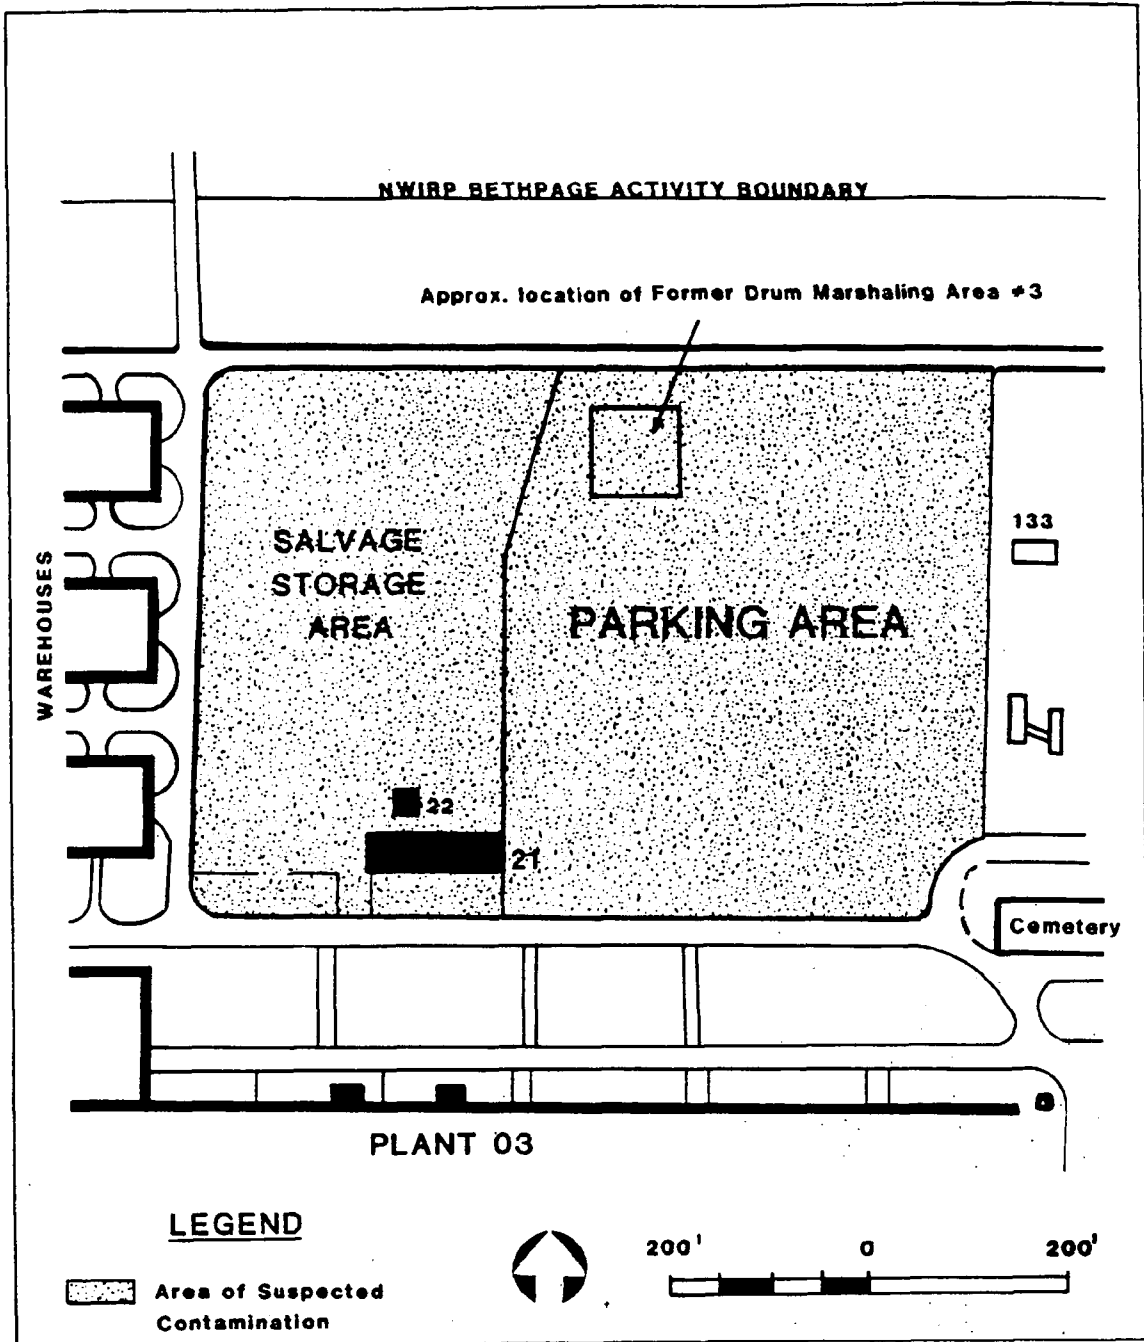 NWIRP BETHPAGE ACTIVITY BOUNDARY
Approx. location of Former Drum Marshaling Area #3
WAREHOUSES
SALVAGE
STORAGE
AREA
PARKING AREA
133
22
21
Cemetery
PLANT 03
LEGEND
Area of Suspected
Contamination
200' 0 200'